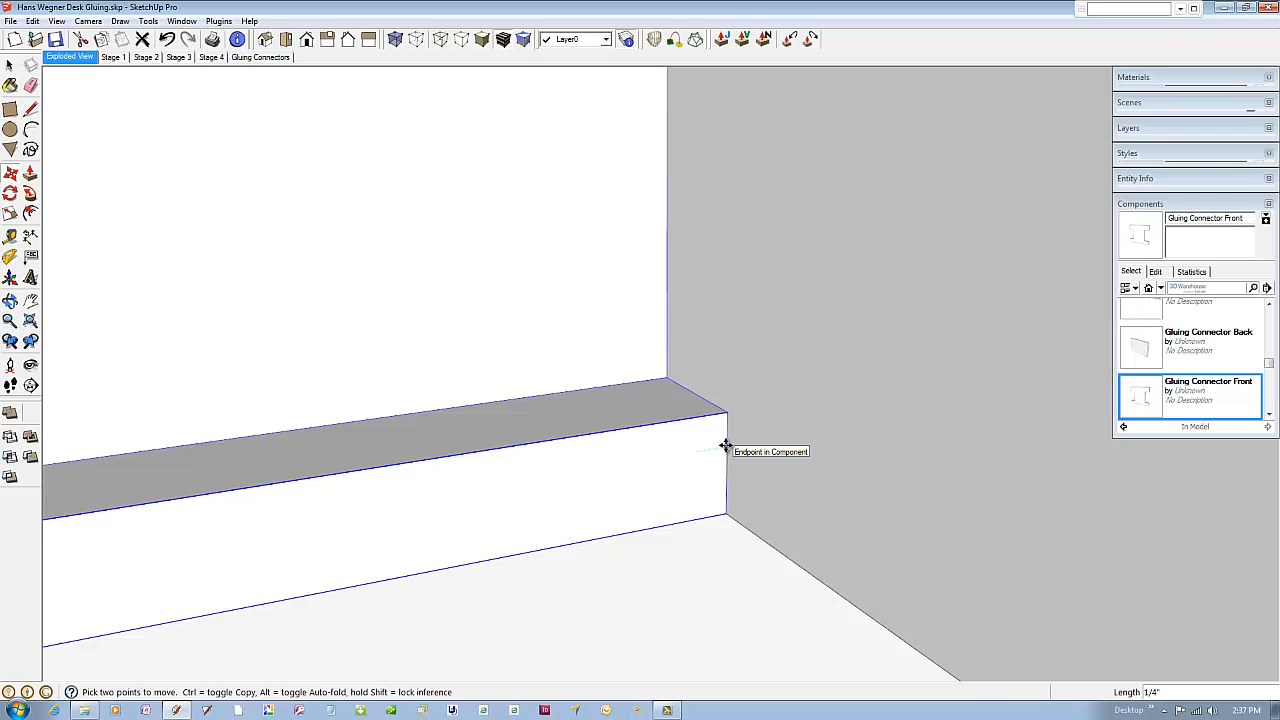 Hans Wegner Desk Gluing.skp - SketchUp Pro
File Edit View Camera Draw Tools Window Plugins Help
Layer0
Exploded View Stage 1 Stage 2 Stage 3 Stage 4 Gluing Connectors
Materials
Scenes
Layers
Styles
Entity Info
Components
Gluing Connector Front
Select Edit Statistics
3D Warehouse
No Description
Gluing Connector Back
by Unknown
No Description
Gluing Connector Front
by Unknown
No Description
In Model
Endpoint in Component
Pick two points to move. Ctrl = toggle Copy, Alt = toggle Auto-fold, hold Shift = lock inference
Length 1/4"
Desktop 2:37 PM